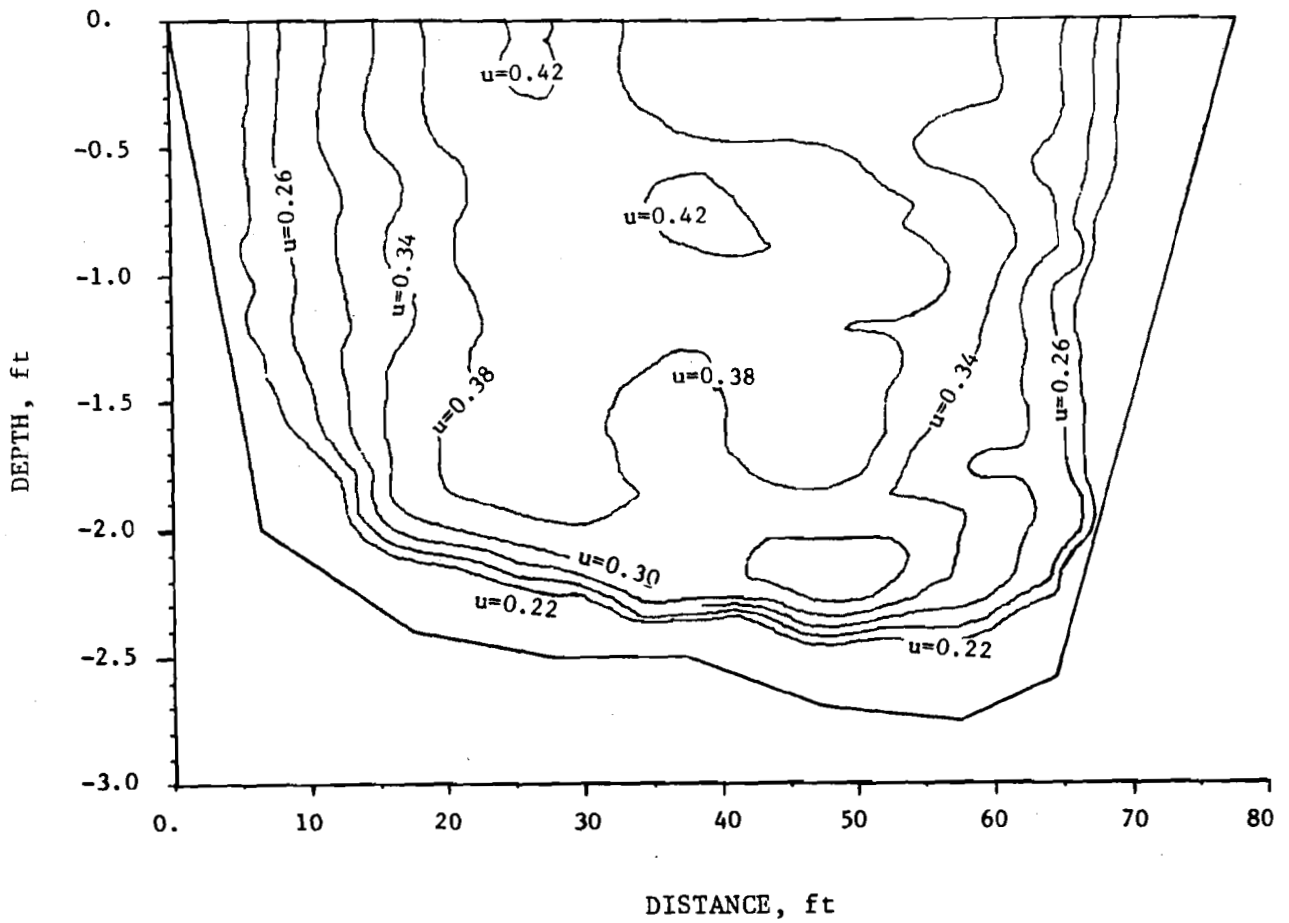 0.
u=0.42
-0.5
u=0.26
u=0.42
u=0.34
-1.0
DEPTH, ft
u=0.38
u=0.38
u=0.34
u=0.26
-1.5
-2.0
u=0.30
u=0.22
u=0.22
-2.5
-3.0
0. 10 20 30 40 50 60 70 80
DISTANCE, ft